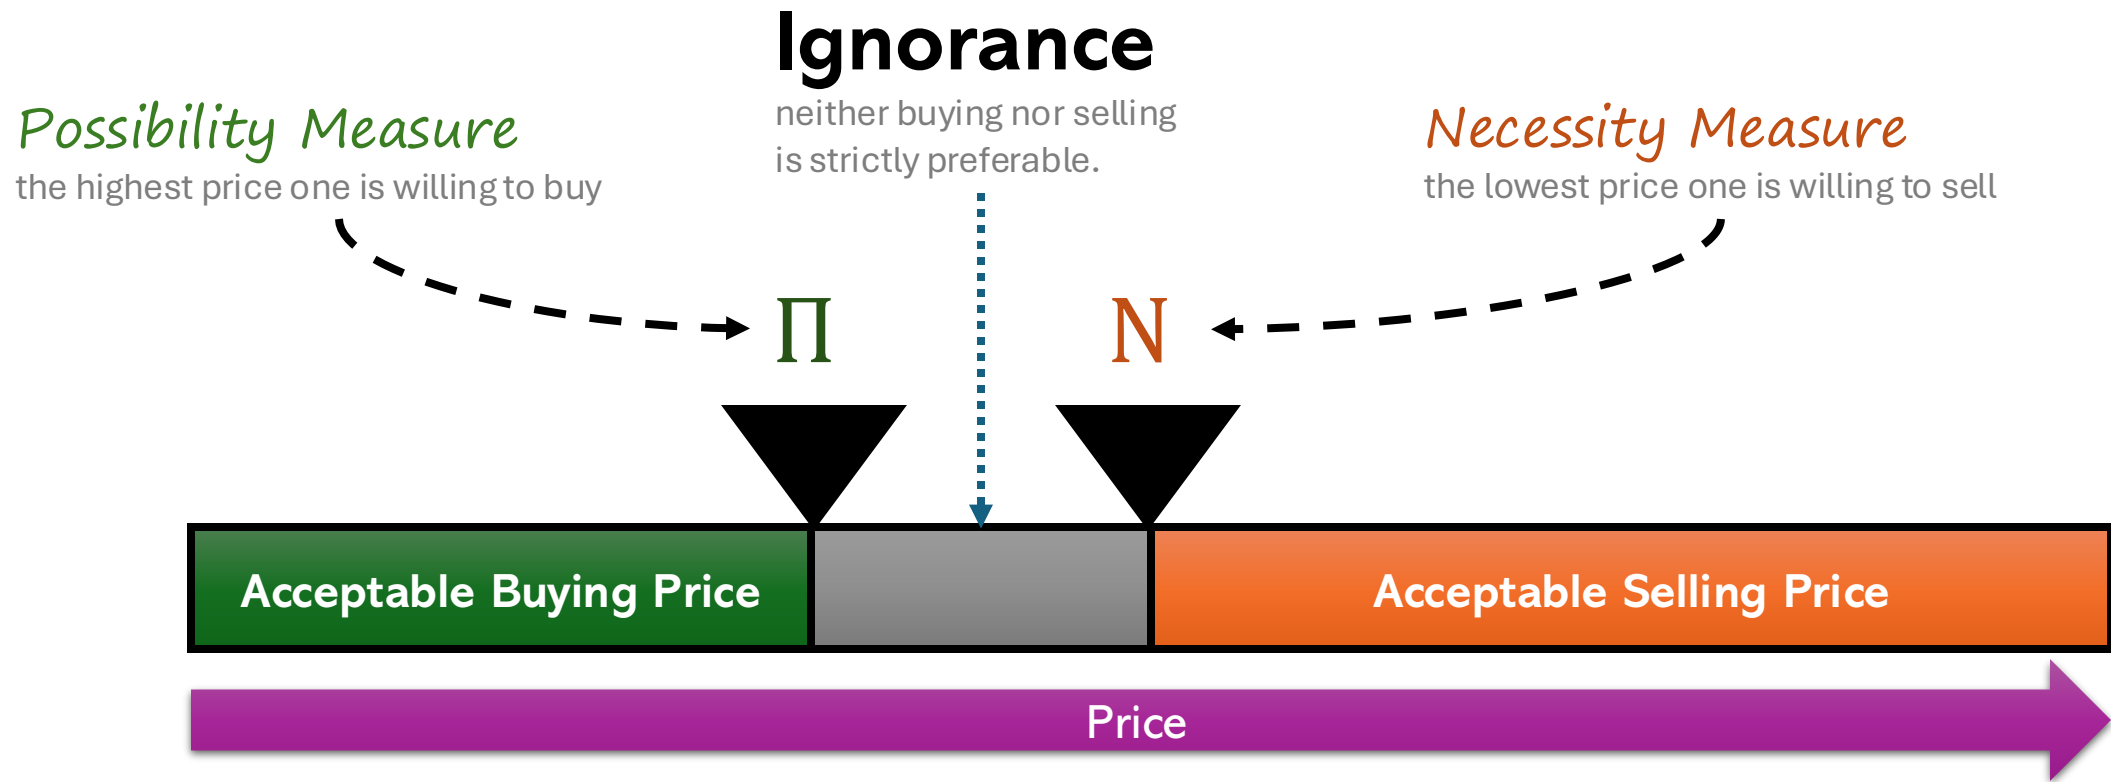 Ignorance
neither buying nor selling
is strictly preferable.
Possibility Measure
the highest price one is willing to buy
Necessity Measure
the lowest price one is willing to sell
Π
N
Acceptable Buying Price
Acceptable Selling Price
Price